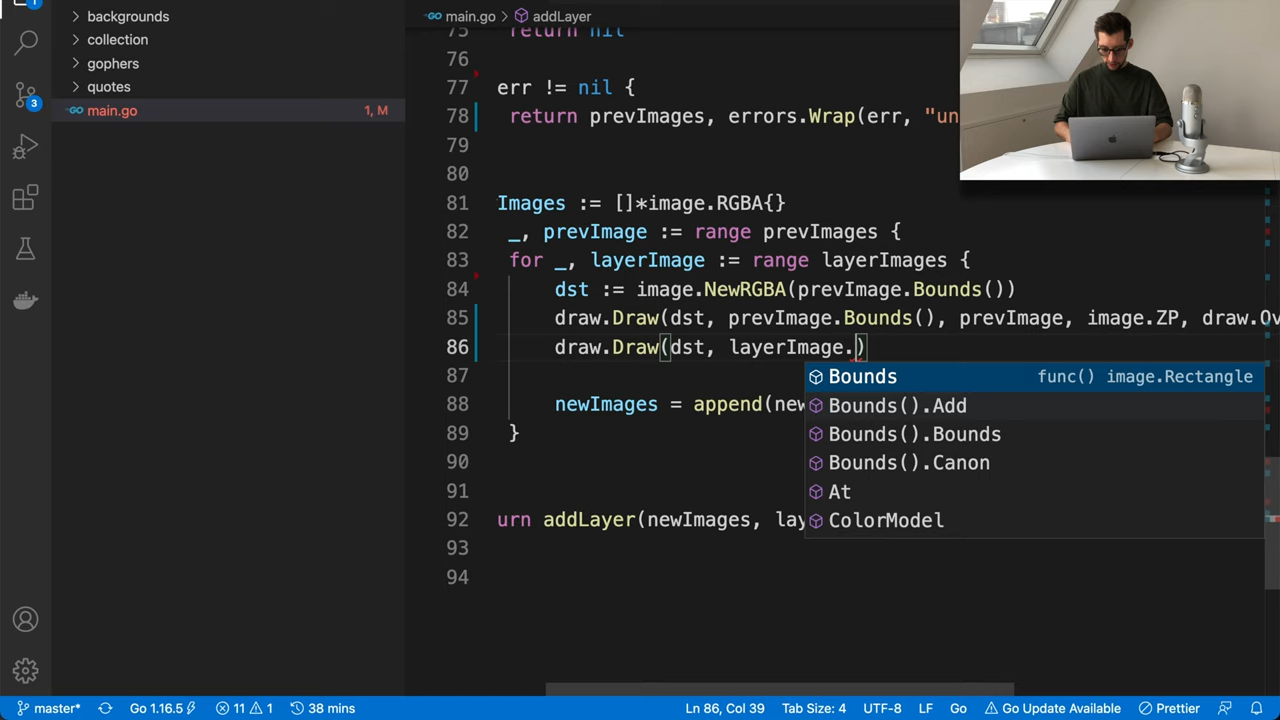 backgrounds
collection
gophers
quotes
main.go 1, M
3
main.go > addLayer
75 return nil
76
77 err != nil {
78 return prevImages, errors.Wrap(err, "un
79
80
81 Images := []*image.RGBA{}
82 _, prevImage := range prevImages {
83 for _, layerImage := range layerImages {
84 dst := image.NewRGBA(prevImage.Bounds())
85 draw.Draw(dst, prevImage.Bounds(), prevImage, image.ZP, draw.Ov
86 draw.Draw(dst, layerImage.)
87
88 newImages = append(new
89 }
90
91
92 urn addLayer(newImages, lay
93
94
Bounds func() image.Rectangle
Bounds().Add
Bounds().Bounds
Bounds().Canon
At
ColorModel
master* Go 1.16.5 11 1 38 mins Ln 86, Col 39 Tab Size: 4 UTF-8 LF Go Go Update Available Prettier